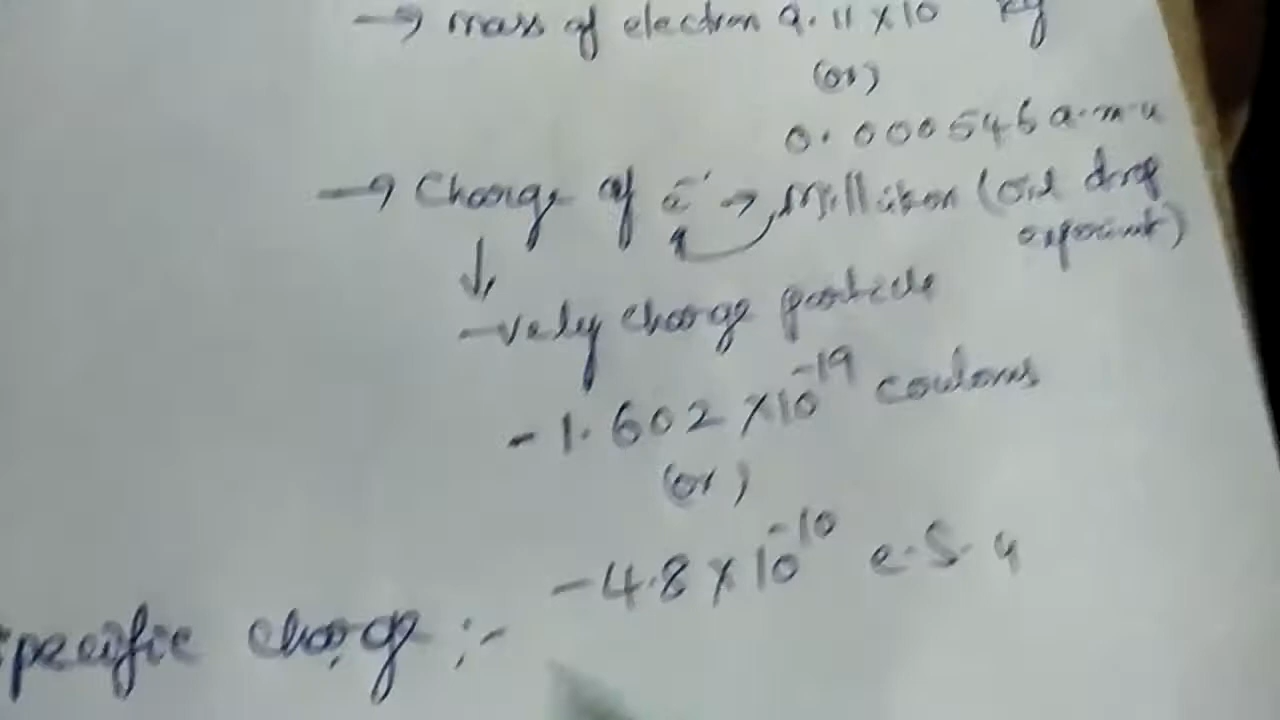 → mass of electron 9.11 × 10 kg
(or)
0.000546 a.m.u
→ Charge of e⁻ → Millikan (oil drop
experiment)
↓
-vely charge particle
-1.602 × 10⁻¹⁹ couloms
(or)
-4.8 × 10⁻¹⁰ e.s.u
specific charge :-